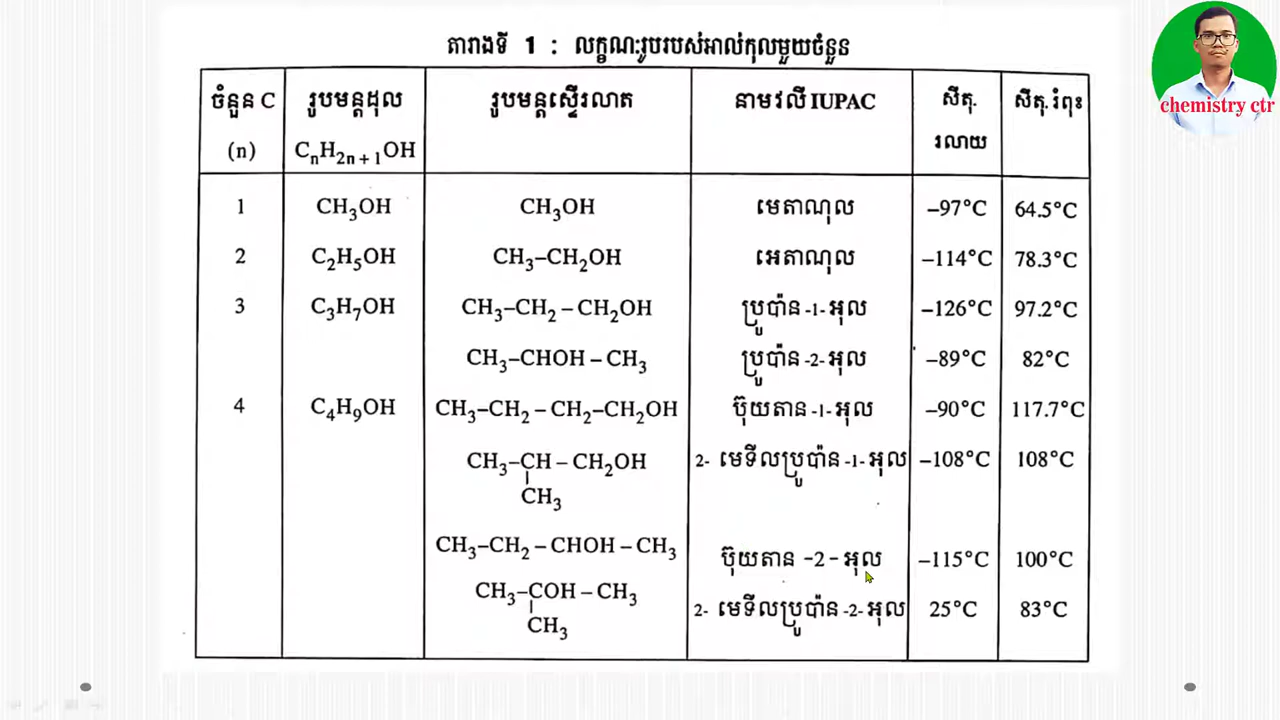 តារាងទី 1 : លក្ខណៈរូបរបស់អាល់កុលមួយចំនួន
chemistry ctr
ចំនួន C (n) រូបមន្តដុល CnH2n+1OH រូបមន្តស្ទើរលាត នាមវលី IUPAC សីតុ. រលាយ សីតុ.រំពុះ
1 CH3OH CH3OH មេតាណុល –97°C 64.5°C
2 C2H5OH CH3–CH2OH អេតាណុល –114°C 78.3°C
3 C3H7OH CH3–CH2–CH2OH ប្រូប៉ាន -1- អុល –126°C 97.2°C
CH3–CHOH–CH3 ប្រូប៉ាន -2- អុល –89°C 82°C
4 C4H9OH CH3–CH2–CH2–CH2OH ប៊ុយតាន -1- អុល –90°C 117.7°C
CH3–CH–CH2OH 2- មេទីលប្រូប៉ាន -1- អុល –108°C 108°C
CH3
CH3–CH2–CHOH–CH3 ប៊ុយតាន –2– អុល –115°C 100°C
CH3–COH–CH3 2- មេទីលប្រូប៉ាន -2- អុល 25°C 83°C
CH3